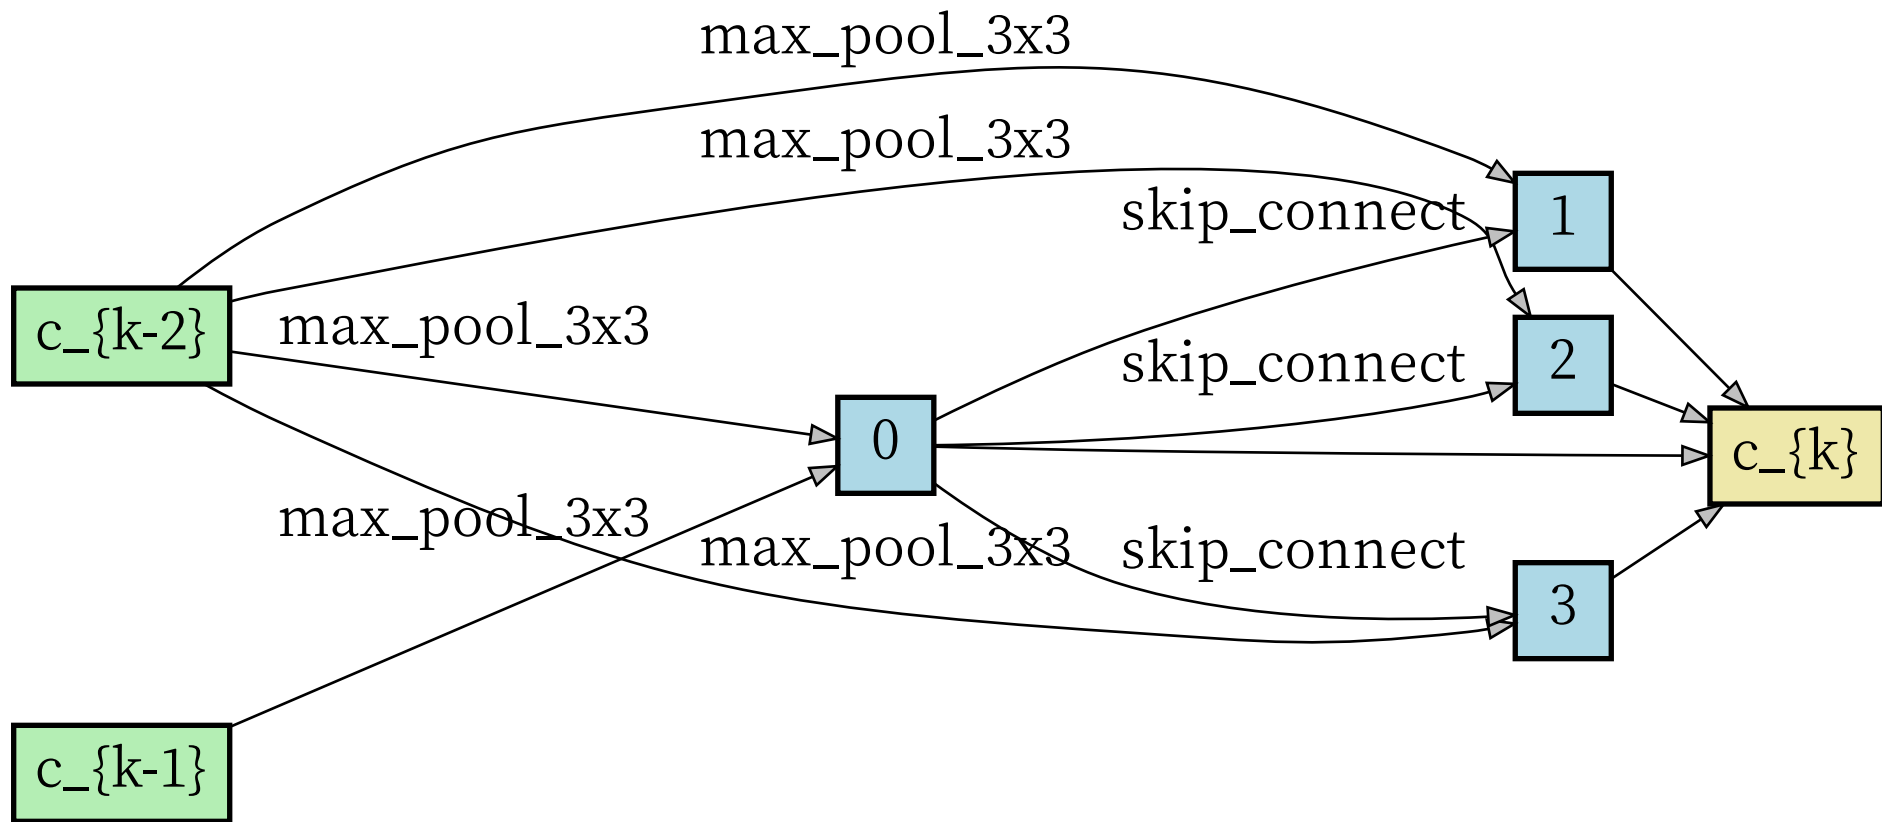 max_pool_3x3
max_pool_3x3
skip_connect
1
c_{k-2}
max_pool_3x3
skip_connect
2
0
c_{k}
max_pool_3x3
max_pool_3x3
skip_connect
3
c_{k-1}